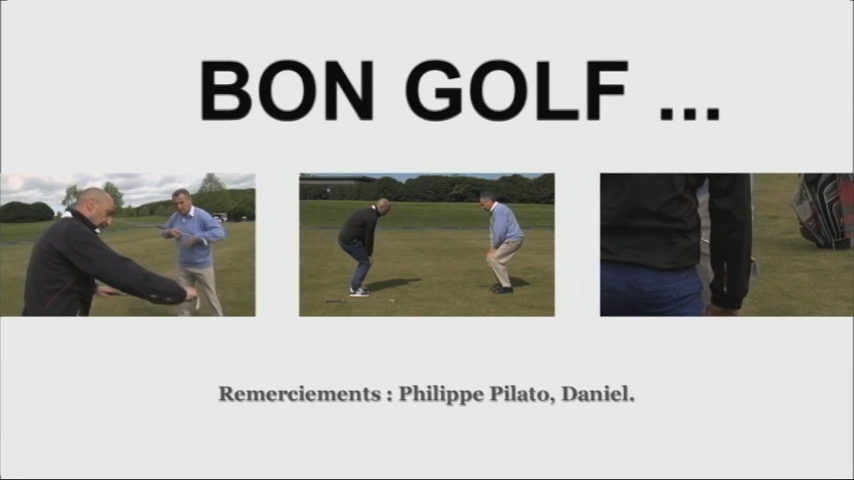 BON GOLF ...
Remerciements : Philippe Pilato, Daniel.